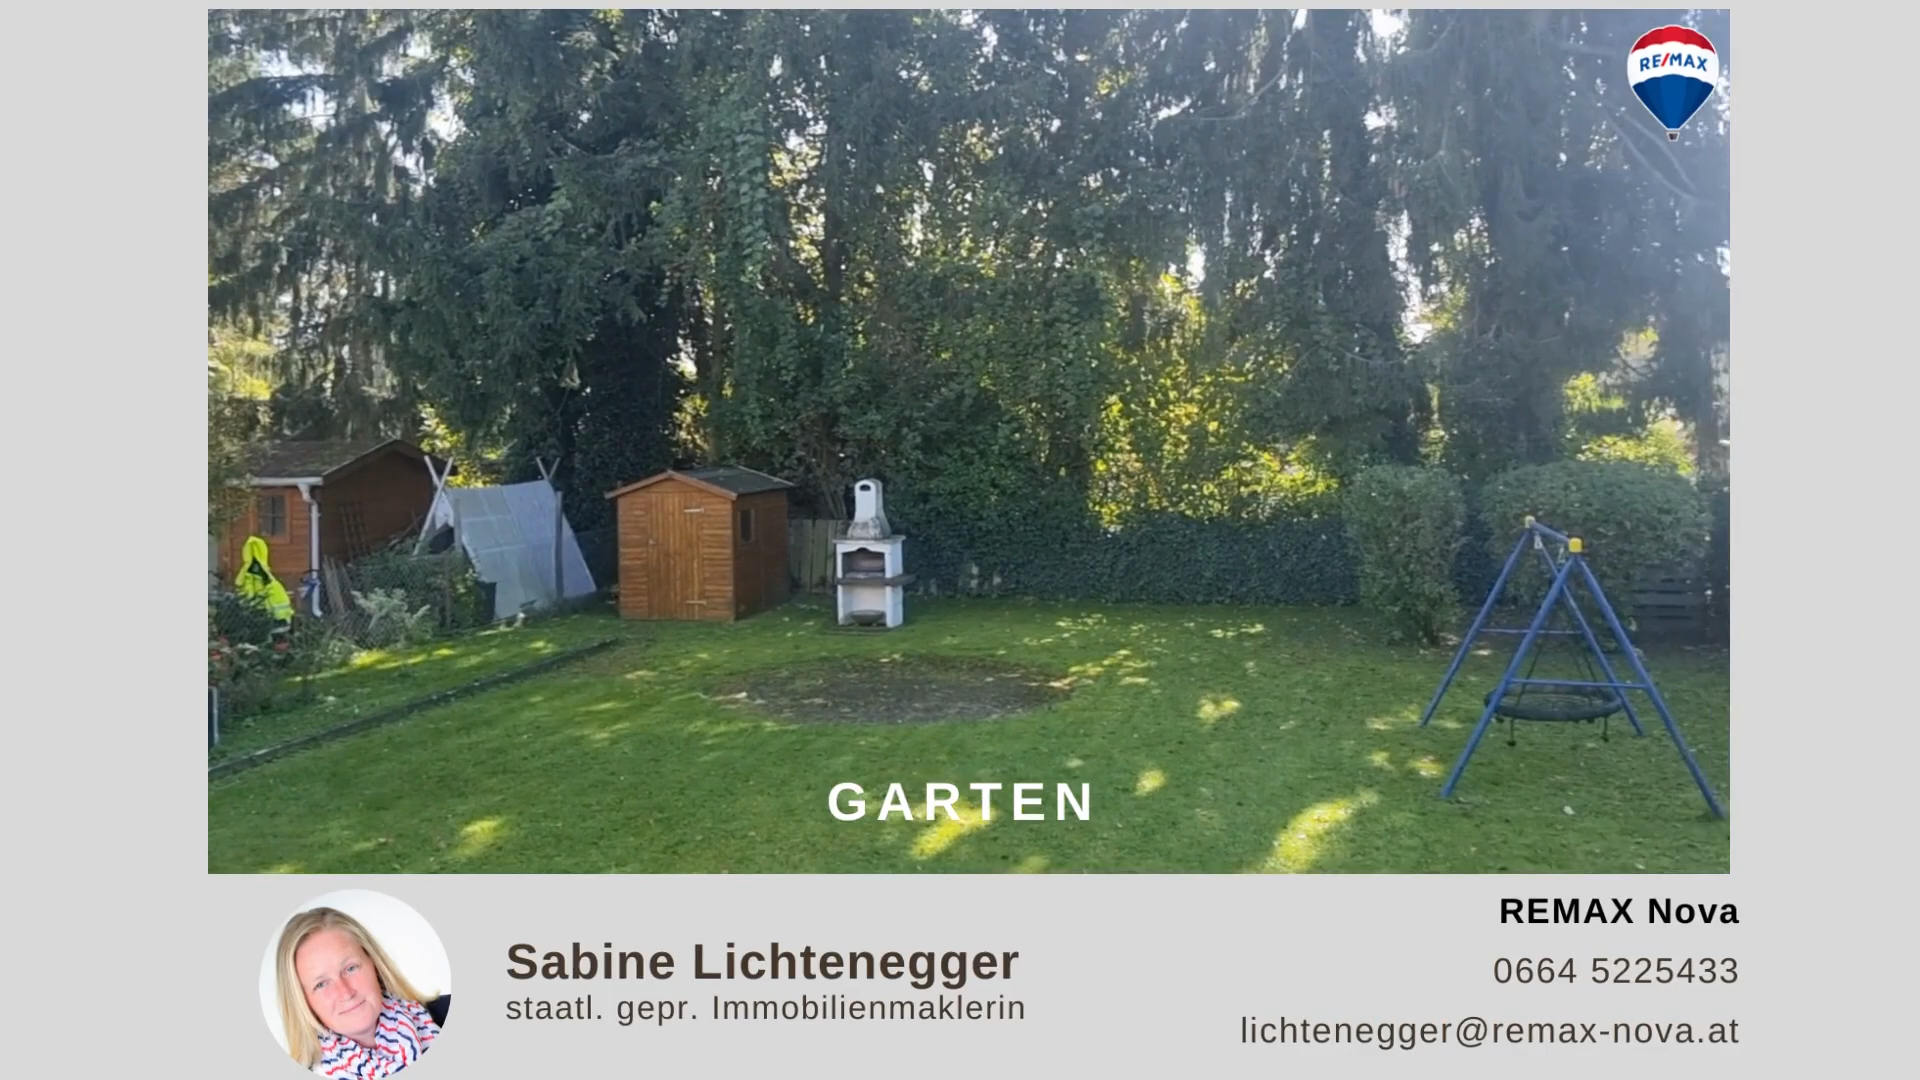 RE/MAX
GARTEN
Sabine Lichtenegger
staatl. gepr. Immobilienmaklerin
REMAX Nova
0664 5225433
lichtenegger@remax-nova.at